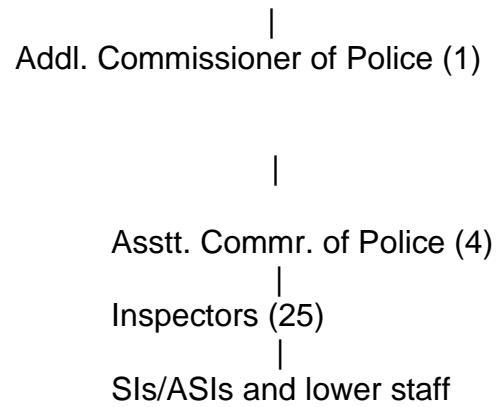 |
Addl. Commissioner of Police (1)
|
Asstt. Commr. of Police (4)
|
Inspectors (25)
|
SIs/ASIs and lower staff